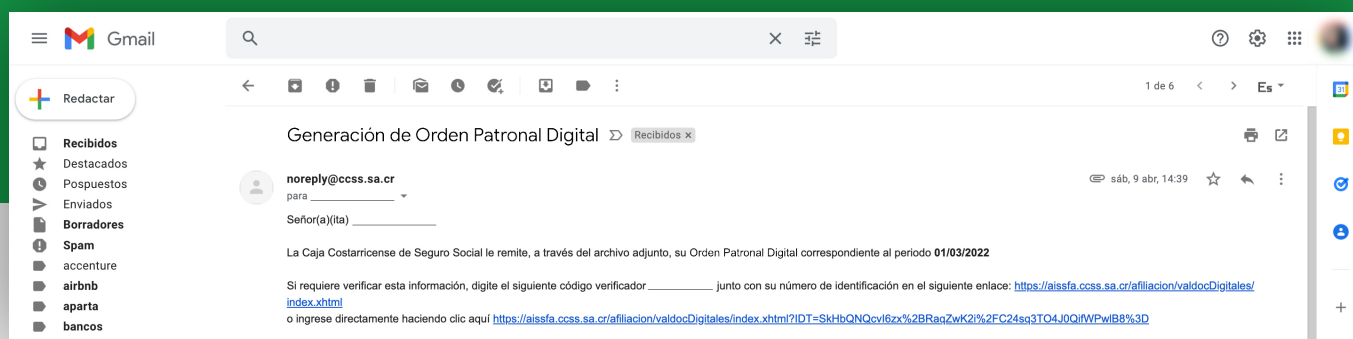 Gmail
Redactar
1 de 6
Es
31
Recibidos
Destacados
Pospuestos
Enviados
Borradores
Spam
accenture
airbnb
aparta
bancos
Generación de Orden Patronal Digital Recibidos ×
noreply@ccss.sa.cr
sáb, 9 abr, 14:39
para ______________
Señor(a)(ita) ______________
La Caja Costarricense de Seguro Social le remite, a través del archivo adjunto, su Orden Patronal Digital correspondiente al periodo 01/03/2022
Si requiere verificar esta información, digite el siguiente código verificador ___________ junto con su número de identificación en el siguiente enlace: https://aissfa.ccss.sa.cr/afiliacion/valdocDigitales/
index.xhtml
o ingrese directamente haciendo clic aquí https://aissfa.ccss.sa.cr/afiliacion/valdocDigitales/index.xhtml?IDT=SkHbQNQcvI6zx%2BRaqZwK2i%2FC24sq3TO4J0QifWPwlB8%3D